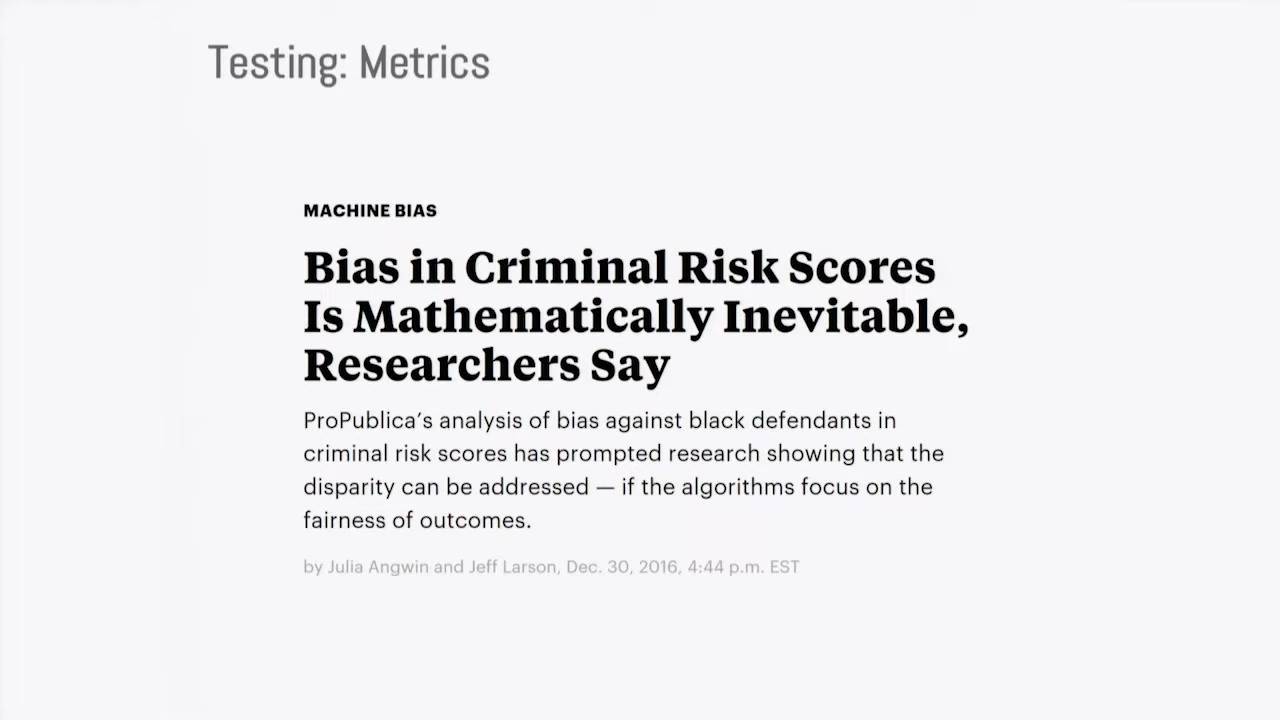 Testing: Metrics
MACHINE BIAS
Bias in Criminal Risk Scores
Is Mathematically Inevitable,
Researchers Say
ProPublica’s analysis of bias against black defendants in
criminal risk scores has prompted research showing that the
disparity can be addressed — if the algorithms focus on the
fairness of outcomes.
by Julia Angwin and Jeff Larson, Dec. 30, 2016, 4:44 p.m. EST